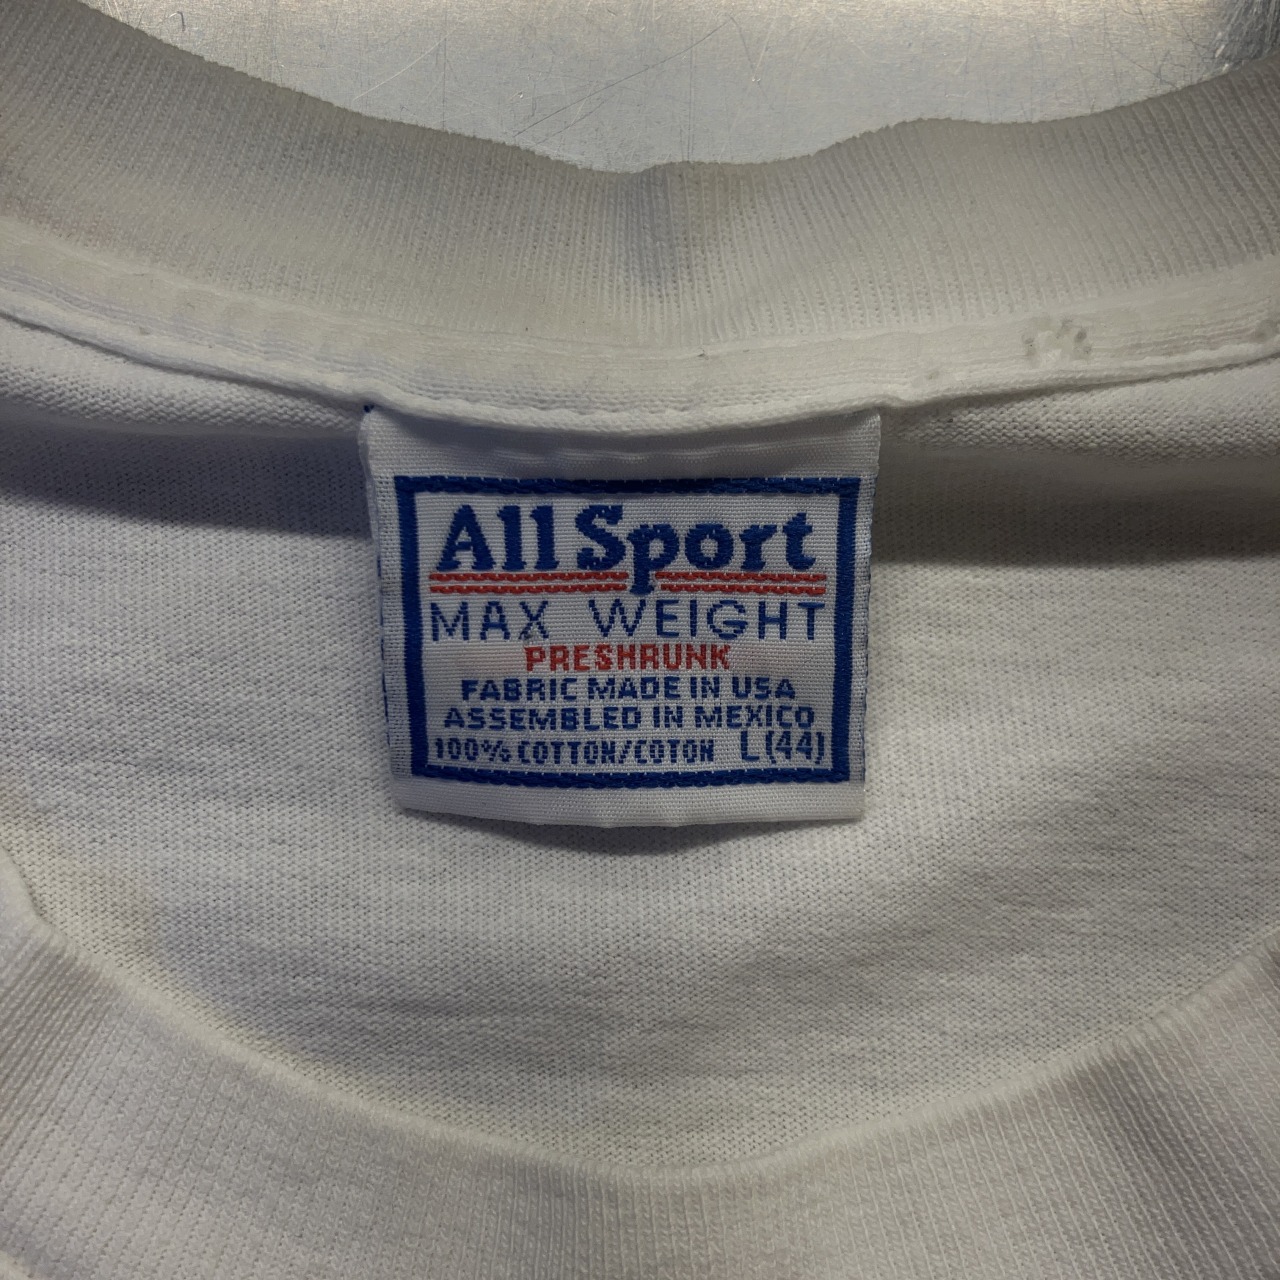 All Sport
MAX WEIGHT
PRESHRUNK
FABRIC MADE IN USA
ASSEMBLED IN MEXICO
100% COTTON/COTON L(44)